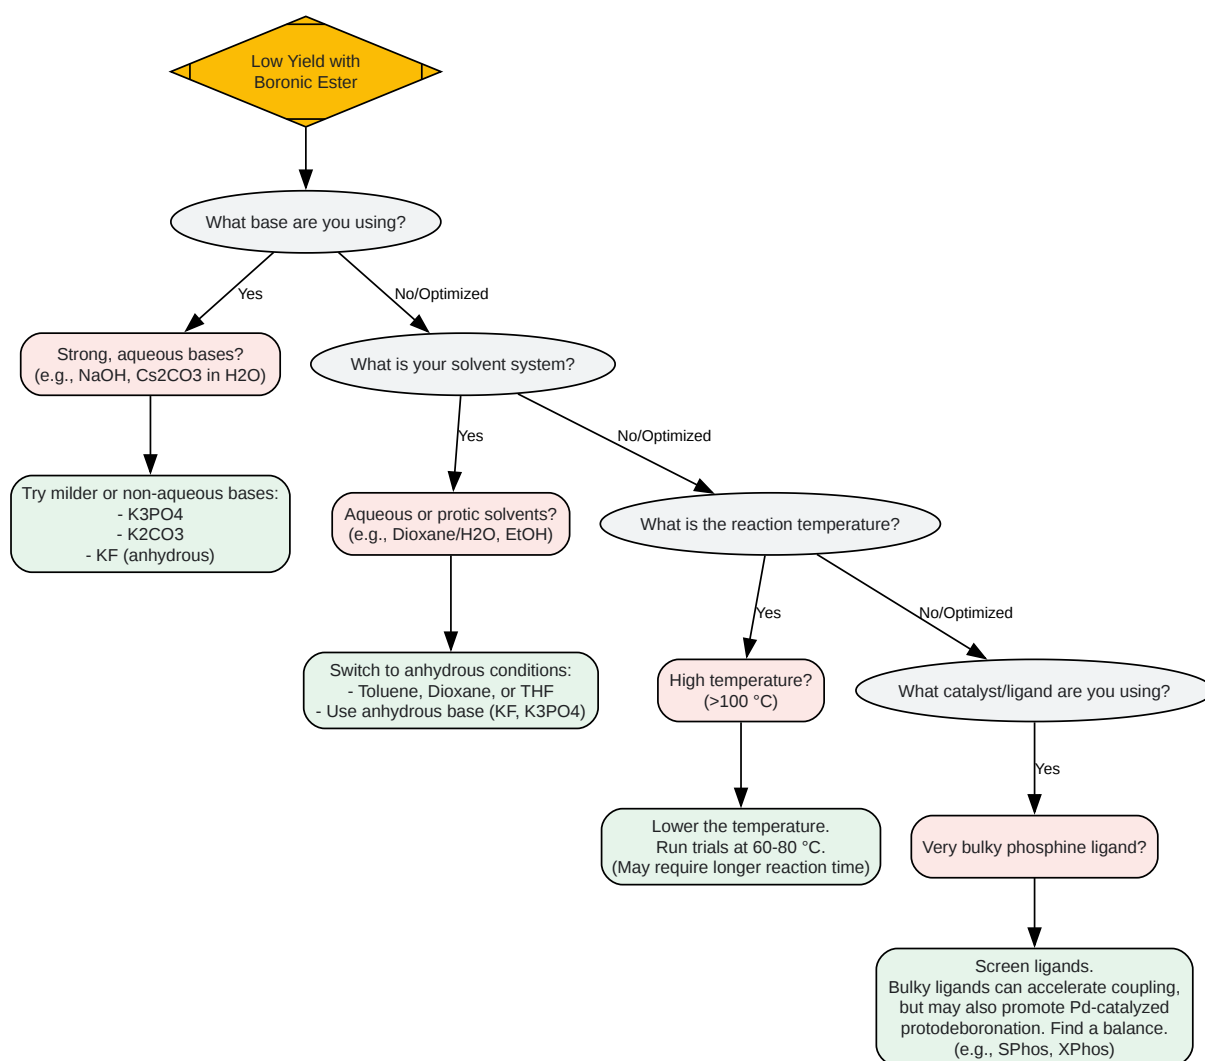 Low Yield with
Boronic Ester
What base are you using?
Yes
No/Optimized
Strong, aqueous bases?
(e.g., NaOH, Cs2CO3 in H2O)
What is your solvent system?
Yes
No/Optimized
Try milder or non-aqueous bases:
- K3PO4
- K2CO3
- KF (anhydrous)
Aqueous or protic solvents?
(e.g., Dioxane/H2O, EtOH)
What is the reaction temperature?
Yes
No/Optimized
Switch to anhydrous conditions:
- Toluene, Dioxane, or THF
- Use anhydrous base (KF, K3PO4)
High temperature?
(>100 °C)
What catalyst/ligand are you using?
Yes
Lower the temperature.
Run trials at 60-80 °C.
(May require longer reaction time)
Very bulky phosphine ligand?
Screen ligands.
Bulky ligands can accelerate coupling,
but may also promote Pd-catalyzed
protodeboronation. Find a balance.
(e.g., SPhos, XPhos)